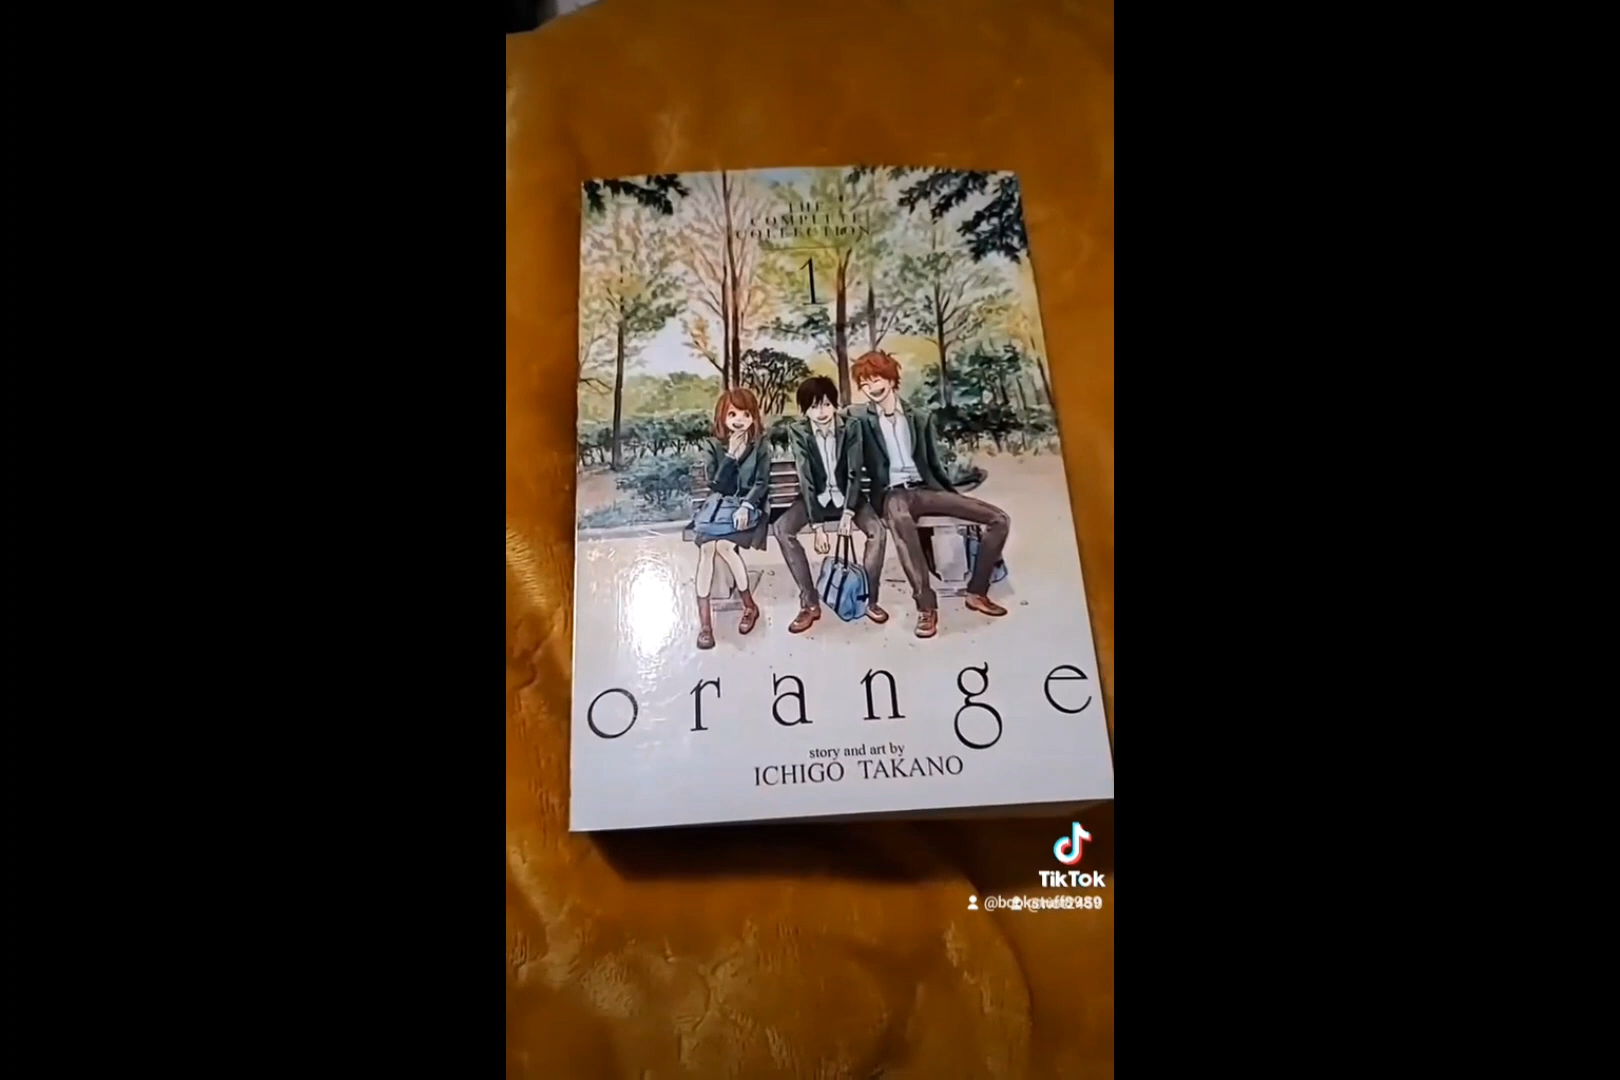 THE
COMPLETE
COLLECTION
1
orange
story and art by
ICHIGO TAKANO
TikTok